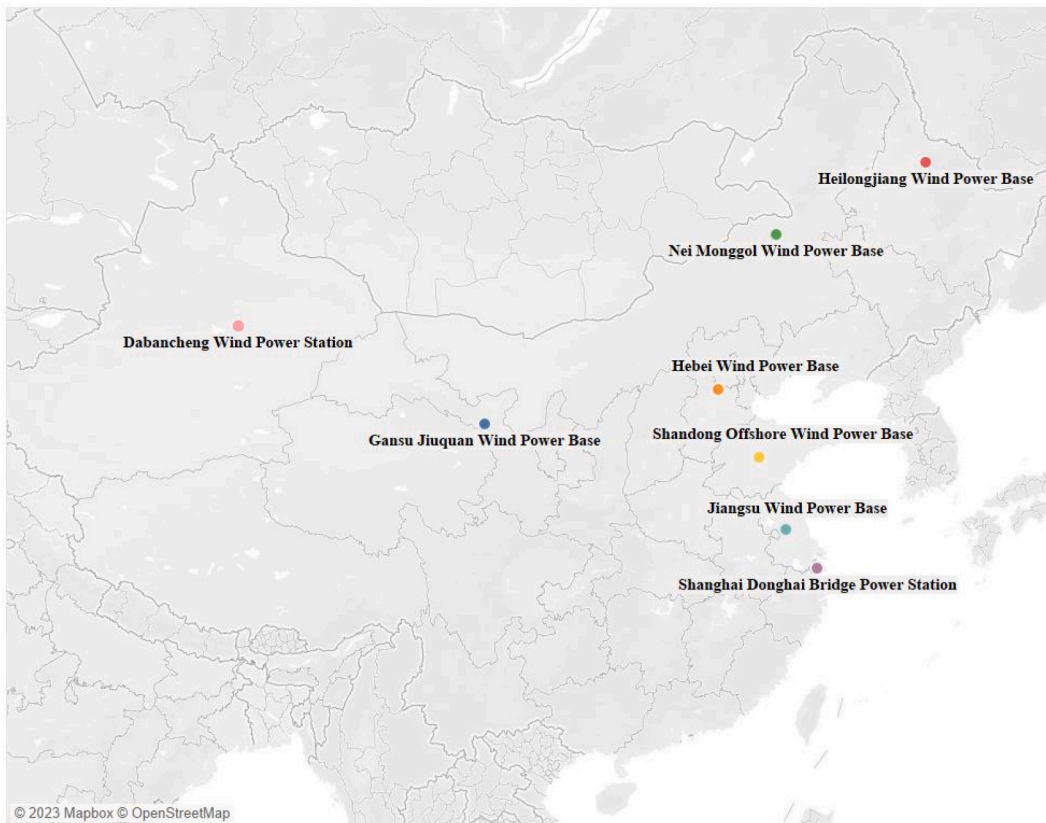 Heilongjiang Wind Power Base
Nei Monggol Wind Power Base
Dabancheng Wind Power Station
Hebei Wind Power Base
Gansu Jiuquan Wind Power Base
Shandong Offshore Wind Power Base
Jiangsu Wind Power Base
Shanghai Donghai Bridge Power Station
© 2023 Mapbox © OpenStreetMap